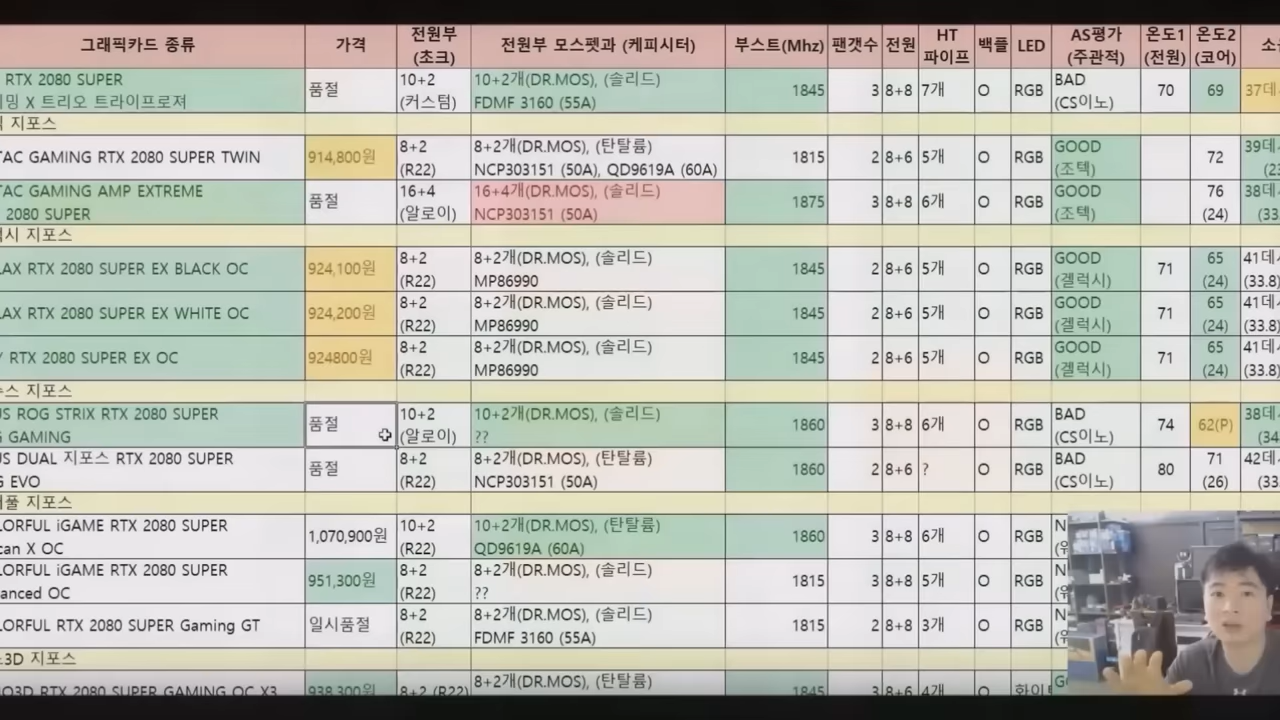 그래픽카드 종류 가격 전원부 (초크) 전원부 모스펫과 (케피시터) 부스트(Mhz) 팬갯수 전원 HT 파이프 백플 LED AS평가 (주관적) 온도1 (전원) 온도2 (코어)
RTX 2080 SUPER 품절 10+2 10+2개(DR.MOS), (솔리드) 1845 3 8+8 7개 O RGB BAD 70 69 37데
밍 X 트리오 트라이프로져 (커스텀) FDMF 3160 (55A) (CS이노)
지포스
TAC GAMING RTX 2080 SUPER TWIN 914,800원 8+2 8+2개(DR.MOS), (탄탈륨) 1815 2 8+6 5개 O RGB GOOD 72 39데
(R22) NCP303151 (50A), QD9619A (60A) (조텍) (23
TAC GAMING AMP EXTREME 품절 16+4 16+4개(DR.MOS), (솔리드) 1875 3 8+8 6개 O RGB GOOD 76 38데
2080 SUPER (알로이) NCP303151 (50A) (조텍) (24) (33
시 지포스
LAX RTX 2080 SUPER EX BLACK OC 924,100원 8+2 8+2개(DR.MOS), (솔리드) 1845 2 8+6 5개 O RGB GOOD 71 65 41데
(R22) MP86990 (겔럭시) (24) (33.8)
LAX RTX 2080 SUPER EX WHITE OC 924,200원 8+2 8+2개(DR.MOS), (솔리드) 1845 2 8+6 5개 O RGB GOOD 71 65 41데
(R22) MP86990 (겔럭시) (24) (33.8)
RTX 2080 SUPER EX OC 924800원 8+2 8+2개(DR.MOS), (솔리드) 1845 2 8+6 5개 O RGB GOOD 71 65 41데
(R22) MP86990 (겔럭시) (24) (33.8)
스 지포스
US ROG STRIX RTX 2080 SUPER 품절 10+2 10+2개(DR.MOS), (솔리드) 1860 3 8+8 6개 O RGB BAD 74 62(P) 38데
GAMING (알로이) ?? (CS이노) (34
US DUAL 지포스 RTX 2080 SUPER 품절 8+2 8+2개(DR.MOS), (탄탈륨) 1860 2 8+6 ? O RGB BAD 80 71 42데
EVO (R22) NCP303151 (50A) (CS이노) (26) (33
풀 지포스
LORFUL iGAME RTX 2080 SUPER 1,070,900원 10+2 10+2개(DR.MOS), (탄탈륨) 1860 3 8+8 6개 O RGB N
can X OC (R22) QD9619A (60A)
LORFUL iGAME RTX 2080 SUPER 951,300원 8+2 8+2개(DR.MOS), (솔리드) 1815 3 8+8 5개 O RGB N
anced OC (R22) ??
LORFUL RTX 2080 SUPER Gaming GT 일시품절 8+2 8+2개(DR.MOS), (솔리드) 1815 2 8+8 3개 O RGB N
(R22) FDMF 3160 (55A)
3D 지포스
O3D RTX 2080 SUPER GAMING OC X3 938,300원 8+2 (R22) 8+2개(DR.MOS), (탄탈륨) 1845 3 8+8 4개 O 화이트